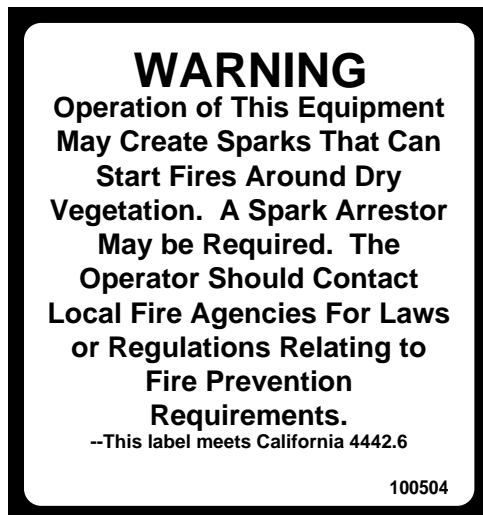 WARNING
Operation of This Equipment
May Create Sparks That Can
Start Fires Around Dry
Vegetation.  A Spark Arrestor
May be Required.  The
Operator Should Contact
Local Fire Agencies For Laws
or Regulations Relating to
Fire Prevention
Requirements.
--This label meets California 4442.6
100504